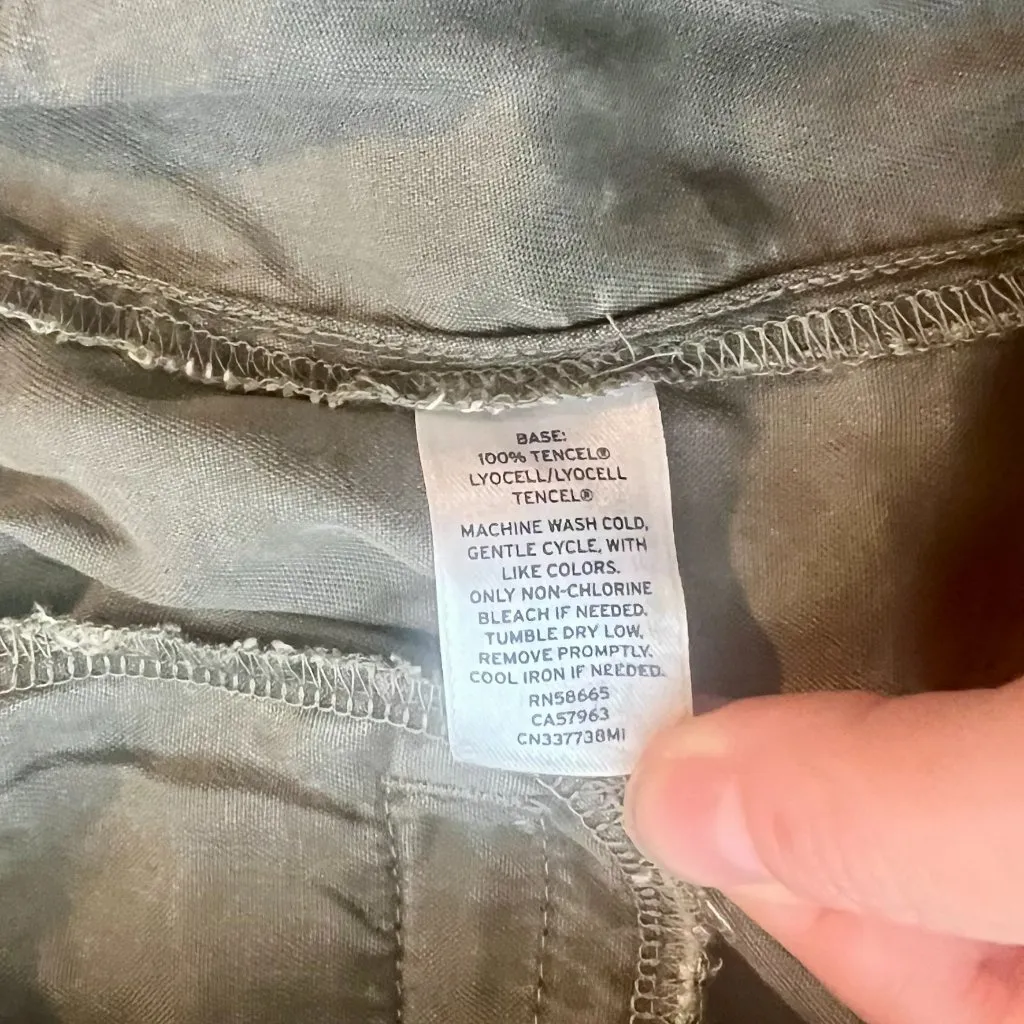 BASE:
100% TENCEL®
LYOCELL/LYOCELL
TENCEL®
MACHINE WASH COLD,
GENTLE CYCLE, WITH
LIKE COLORS.
ONLY NON-CHLORINE
BLEACH IF NEEDED.
TUMBLE DRY LOW,
REMOVE PROMPTLY.
COOL IRON IF NEEDED.
RN58665
CA57963
CN337738MI